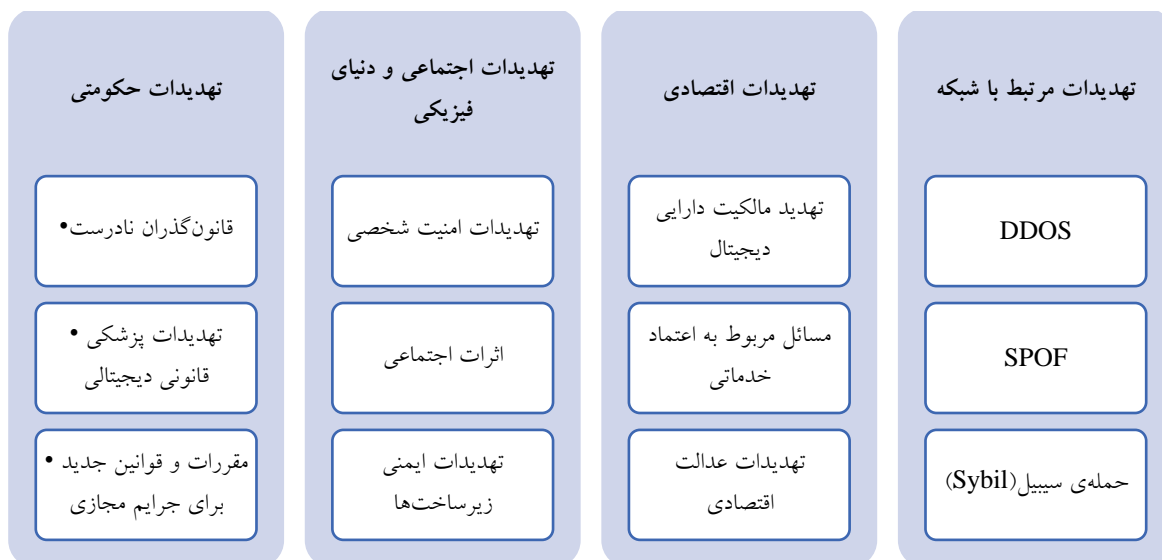 تهدیدات مرتبط با شبکه
DDOS
SPOF
حمله‌ی سیبیل(Sybil)
تهدیدات اقتصادی
تهدید مالکیت دارایی
دیجیتال
مسائل مربوط به اعتماد
خدماتی
تهدیدات عدالت
اقتصادی
تهدیدات اجتماعی و دنیای
فیزیکی
تهدیدات امنیت شخصی
اثرات اجتماعی
تهدیدات ایمنی
زیرساخت‌ها
تهدیدات حکومتی
قانون‌گذران نادرست•
تهدیدات پزشکی •
قانونی دیجیتالی
مقررات و قوانین جدید •
برای جرایم مجازی